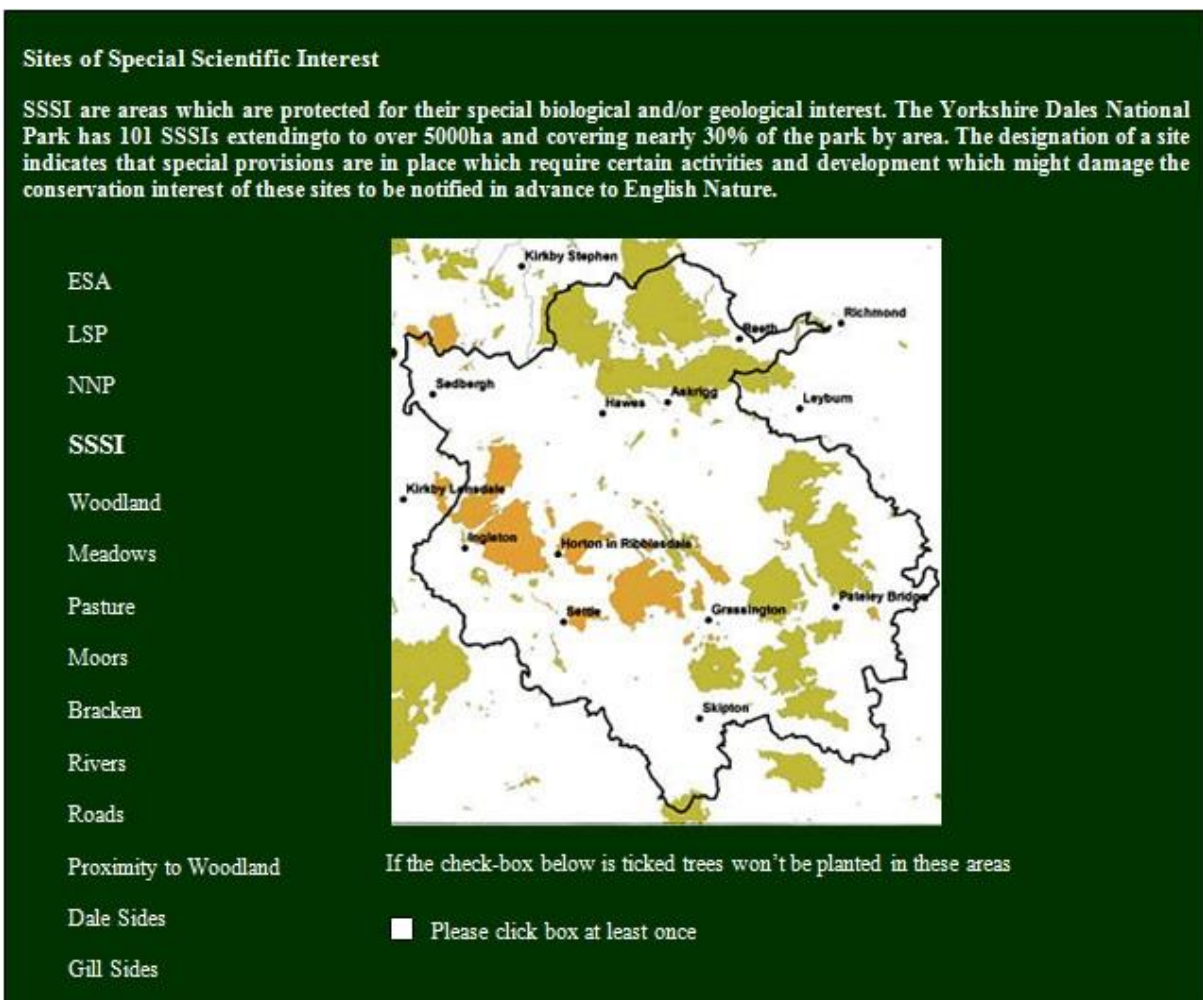 Sites of Special Scientific Interest
SSSI are areas which are protected for their special biological and/or geological interest. The Yorkshire Dales National
Park has 101 SSSIs extendingto to over 5000ha and covering nearly 30% of the park by area. The designation of a site
indicates that special provisions are in place which require certain activities and development which might damage the
conservation interest of these sites to be notified in advance to English Nature.
ESA
LSP
NNP
SSSI
Woodland
Meadows
Pasture
Moors
Bracken
Rivers
Roads
Proximity to Woodland
Dale Sides
Gill Sides
Kirkby Stephen
Richmond
Reeth
Sedbergh
Askrigg
Hawes
Leyburn
Kirkby Lonsdale
Ingleton
Horton in Ribblesdale
Settle
Grassington
Pateley Bridge
Skipton
If the check-box below is ticked trees won't be planted in these areas
Please click box at least once